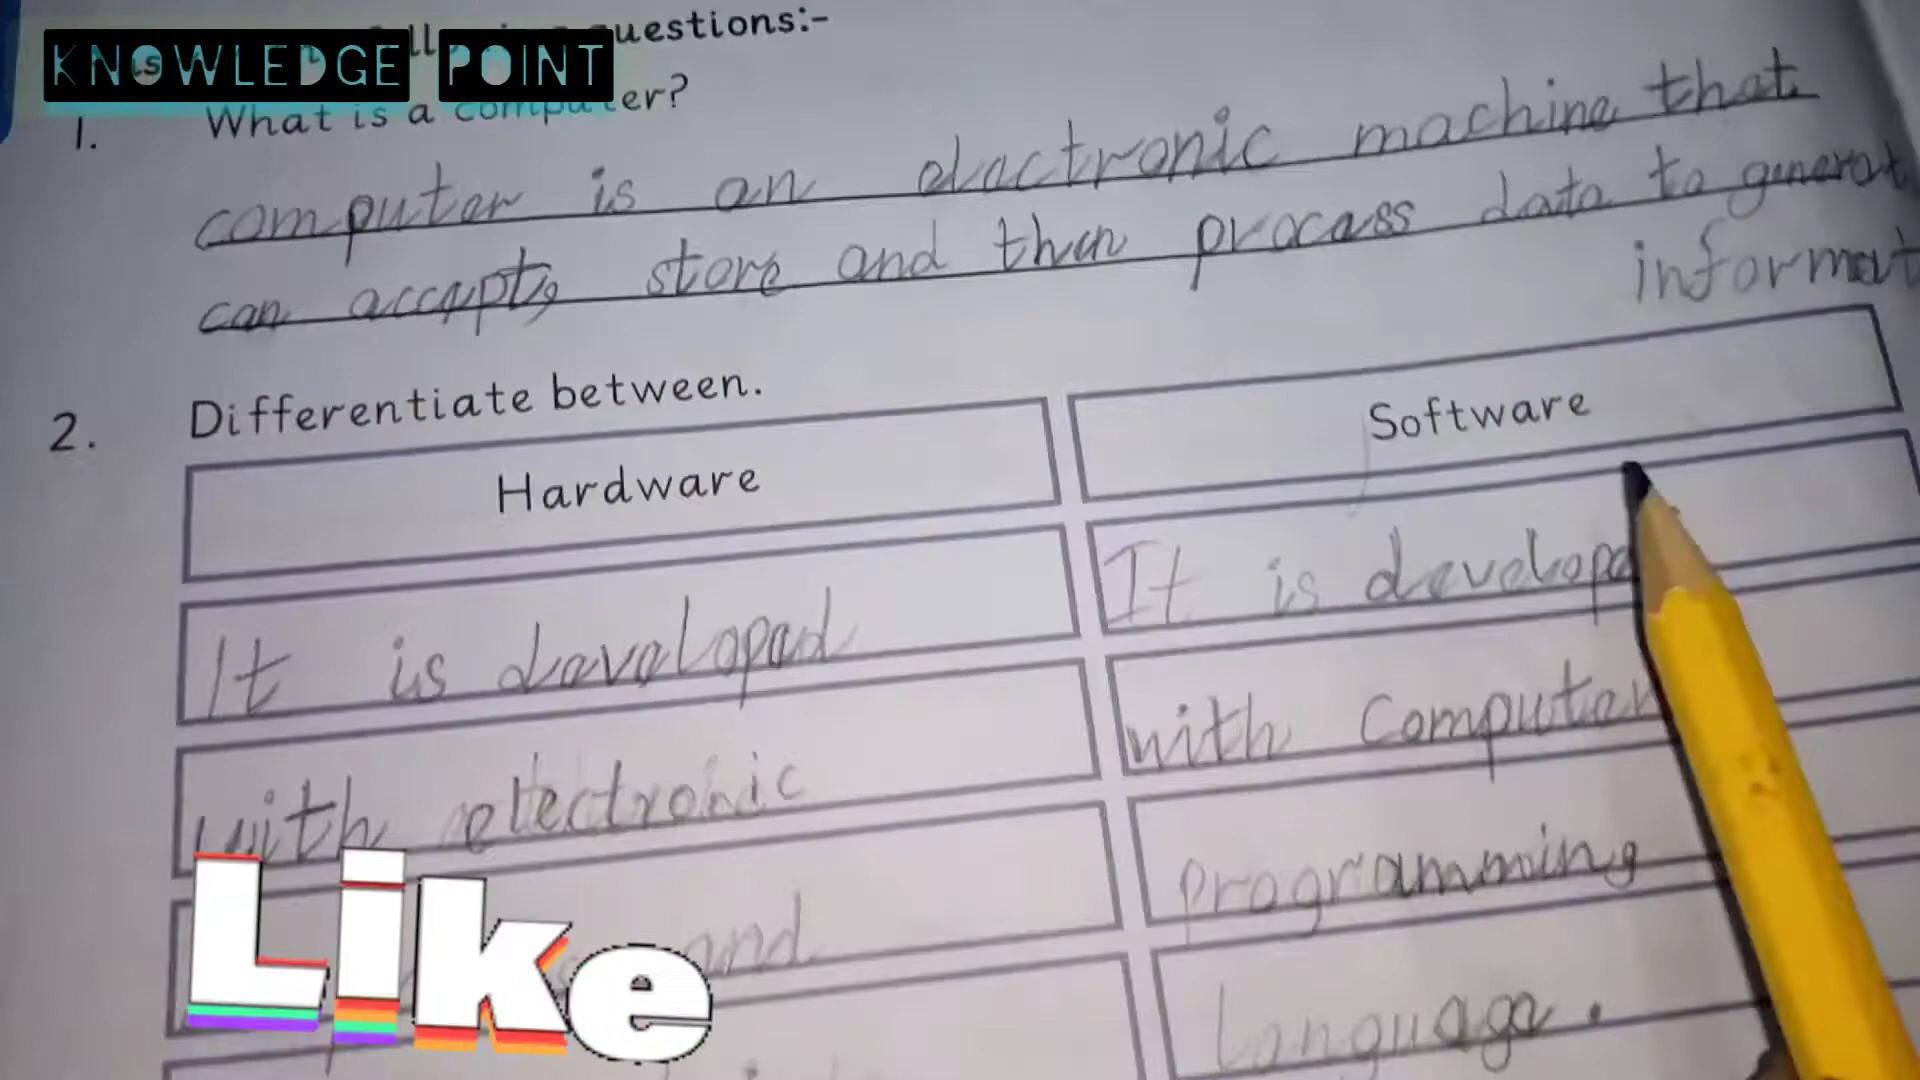 KNOWLEDGE POINT
questions:-
1. What is a computer?
computer is an electronic machine that
can accept, store and then process data to generat
informat
2. Differentiate between.
Hardware
Software
It is developed
It is develope
with electronic
with Computer
and
programming
language.
Like